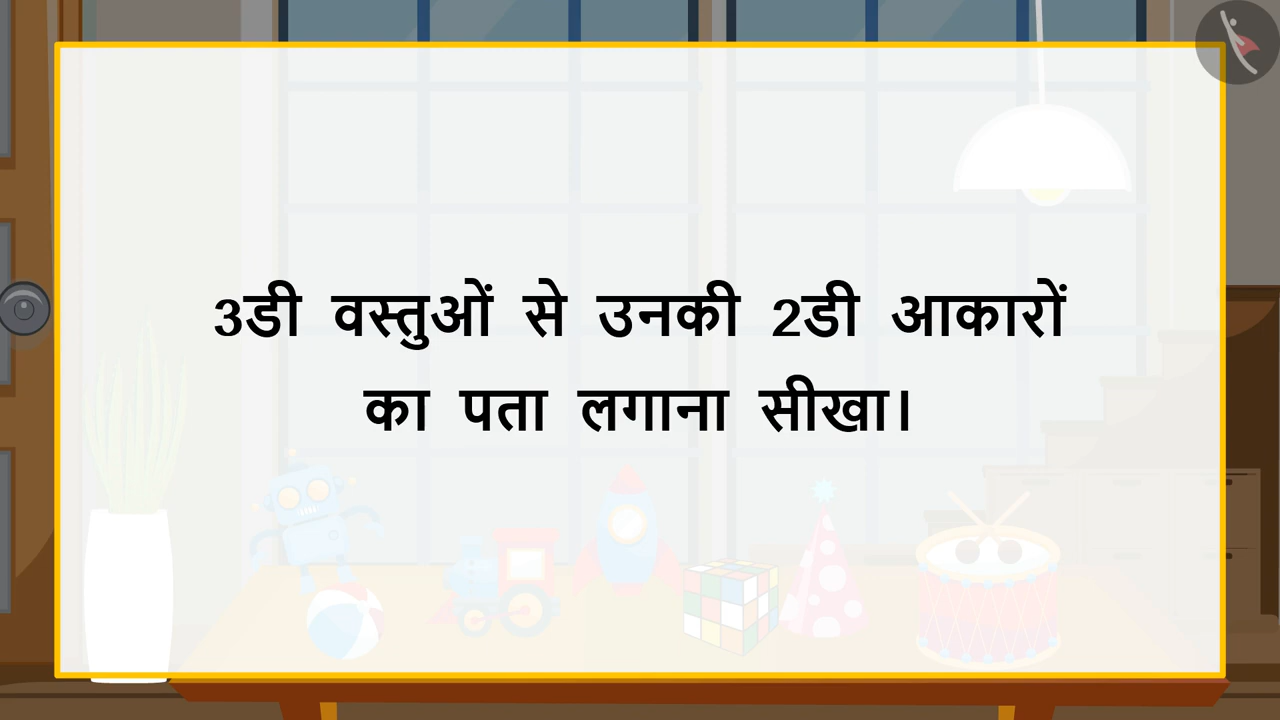 3डी वस्तुओं से उनकी 2डी आकारों
का पता लगाना सीखा।